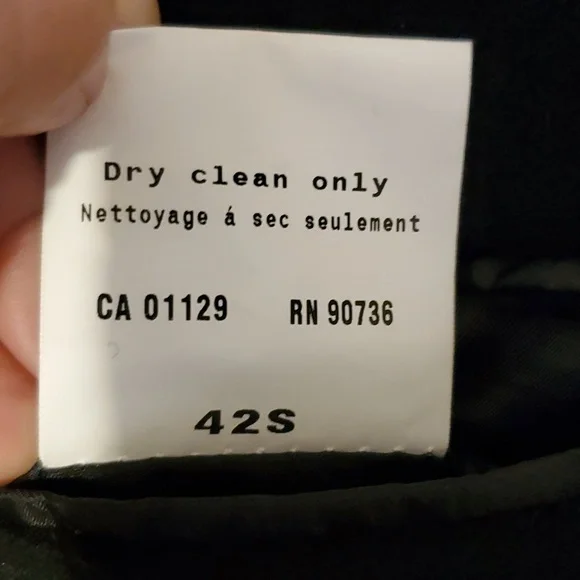 Dry clean only
Nettoyage á sec seulement
CA 01129 RN 90736
42S